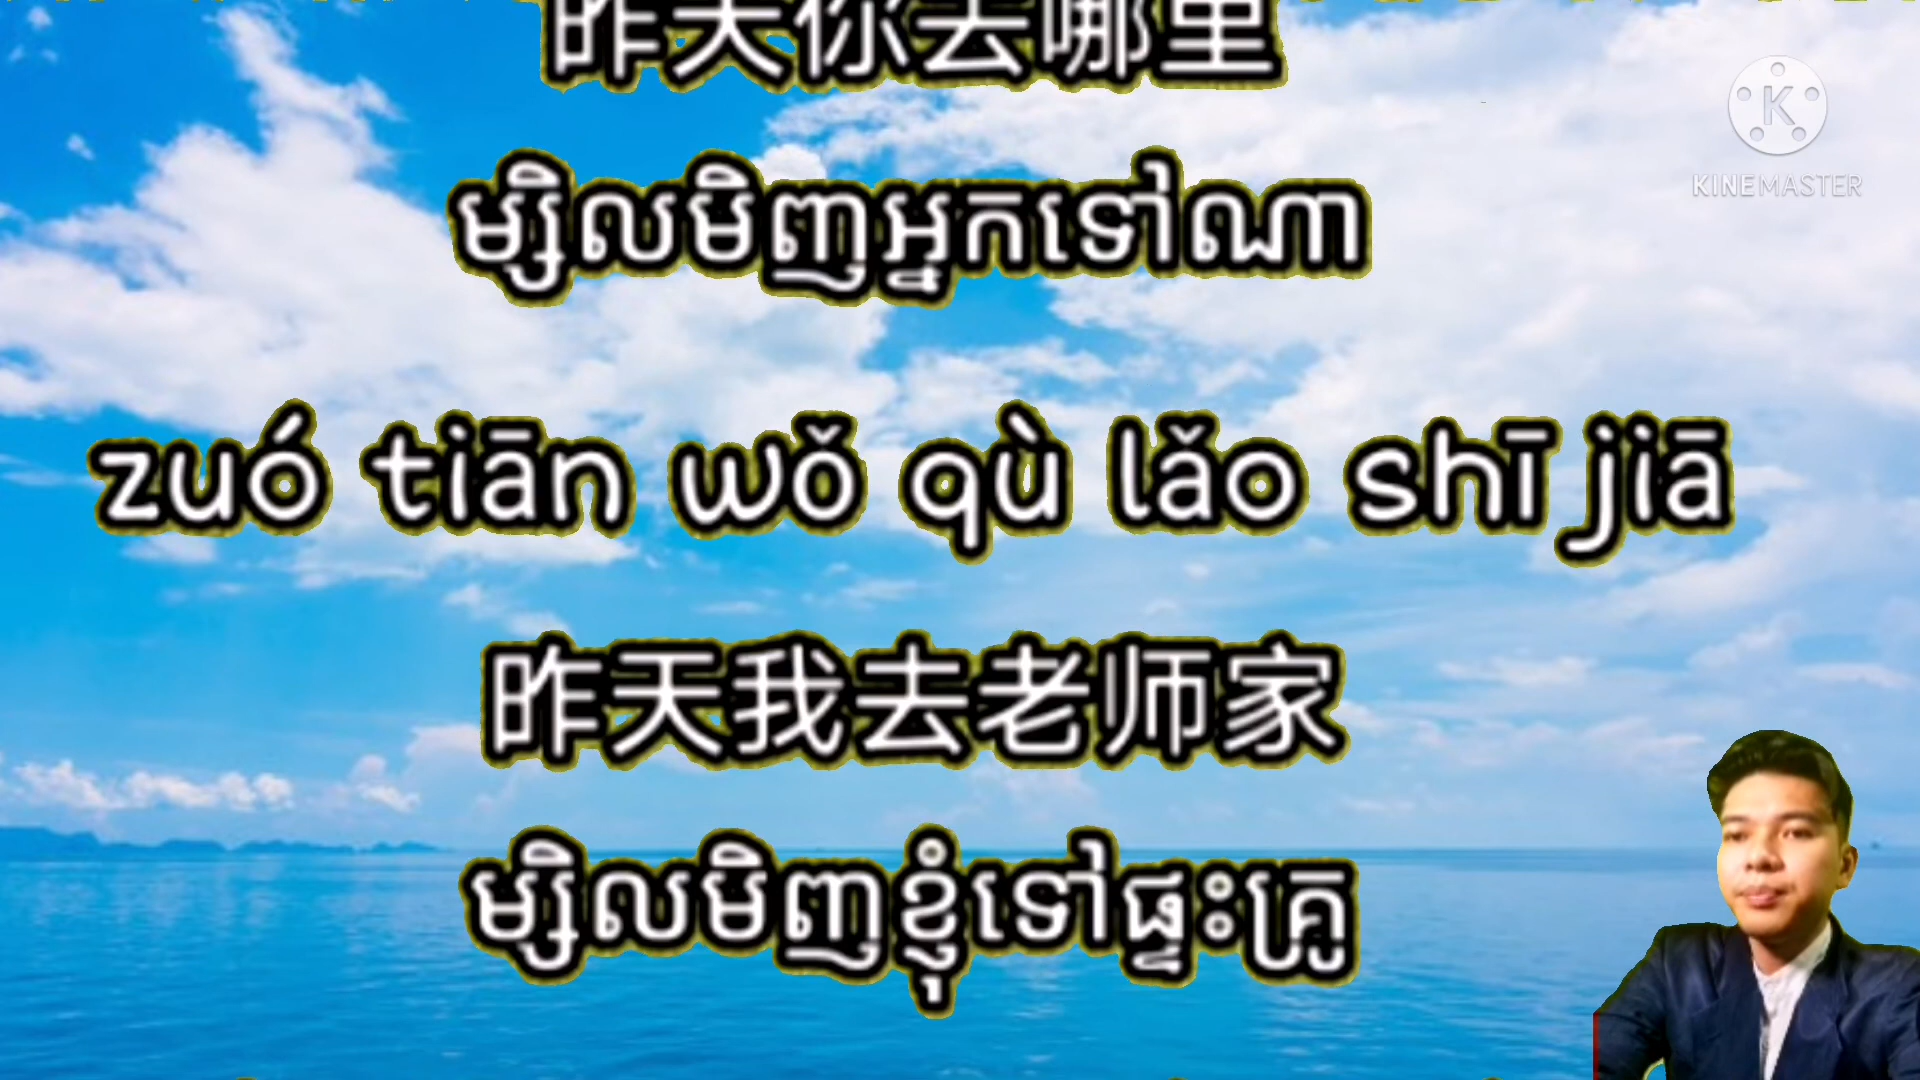 昨天你去哪里
ម្សិលមិញអ្នកទៅណា
zuó tiān wǒ qù lǎo shī jiā
昨天我去老师家
ម្សិលមិញខ្ញុំទៅផ្ទះគ្រូ
K
KINEMASTER